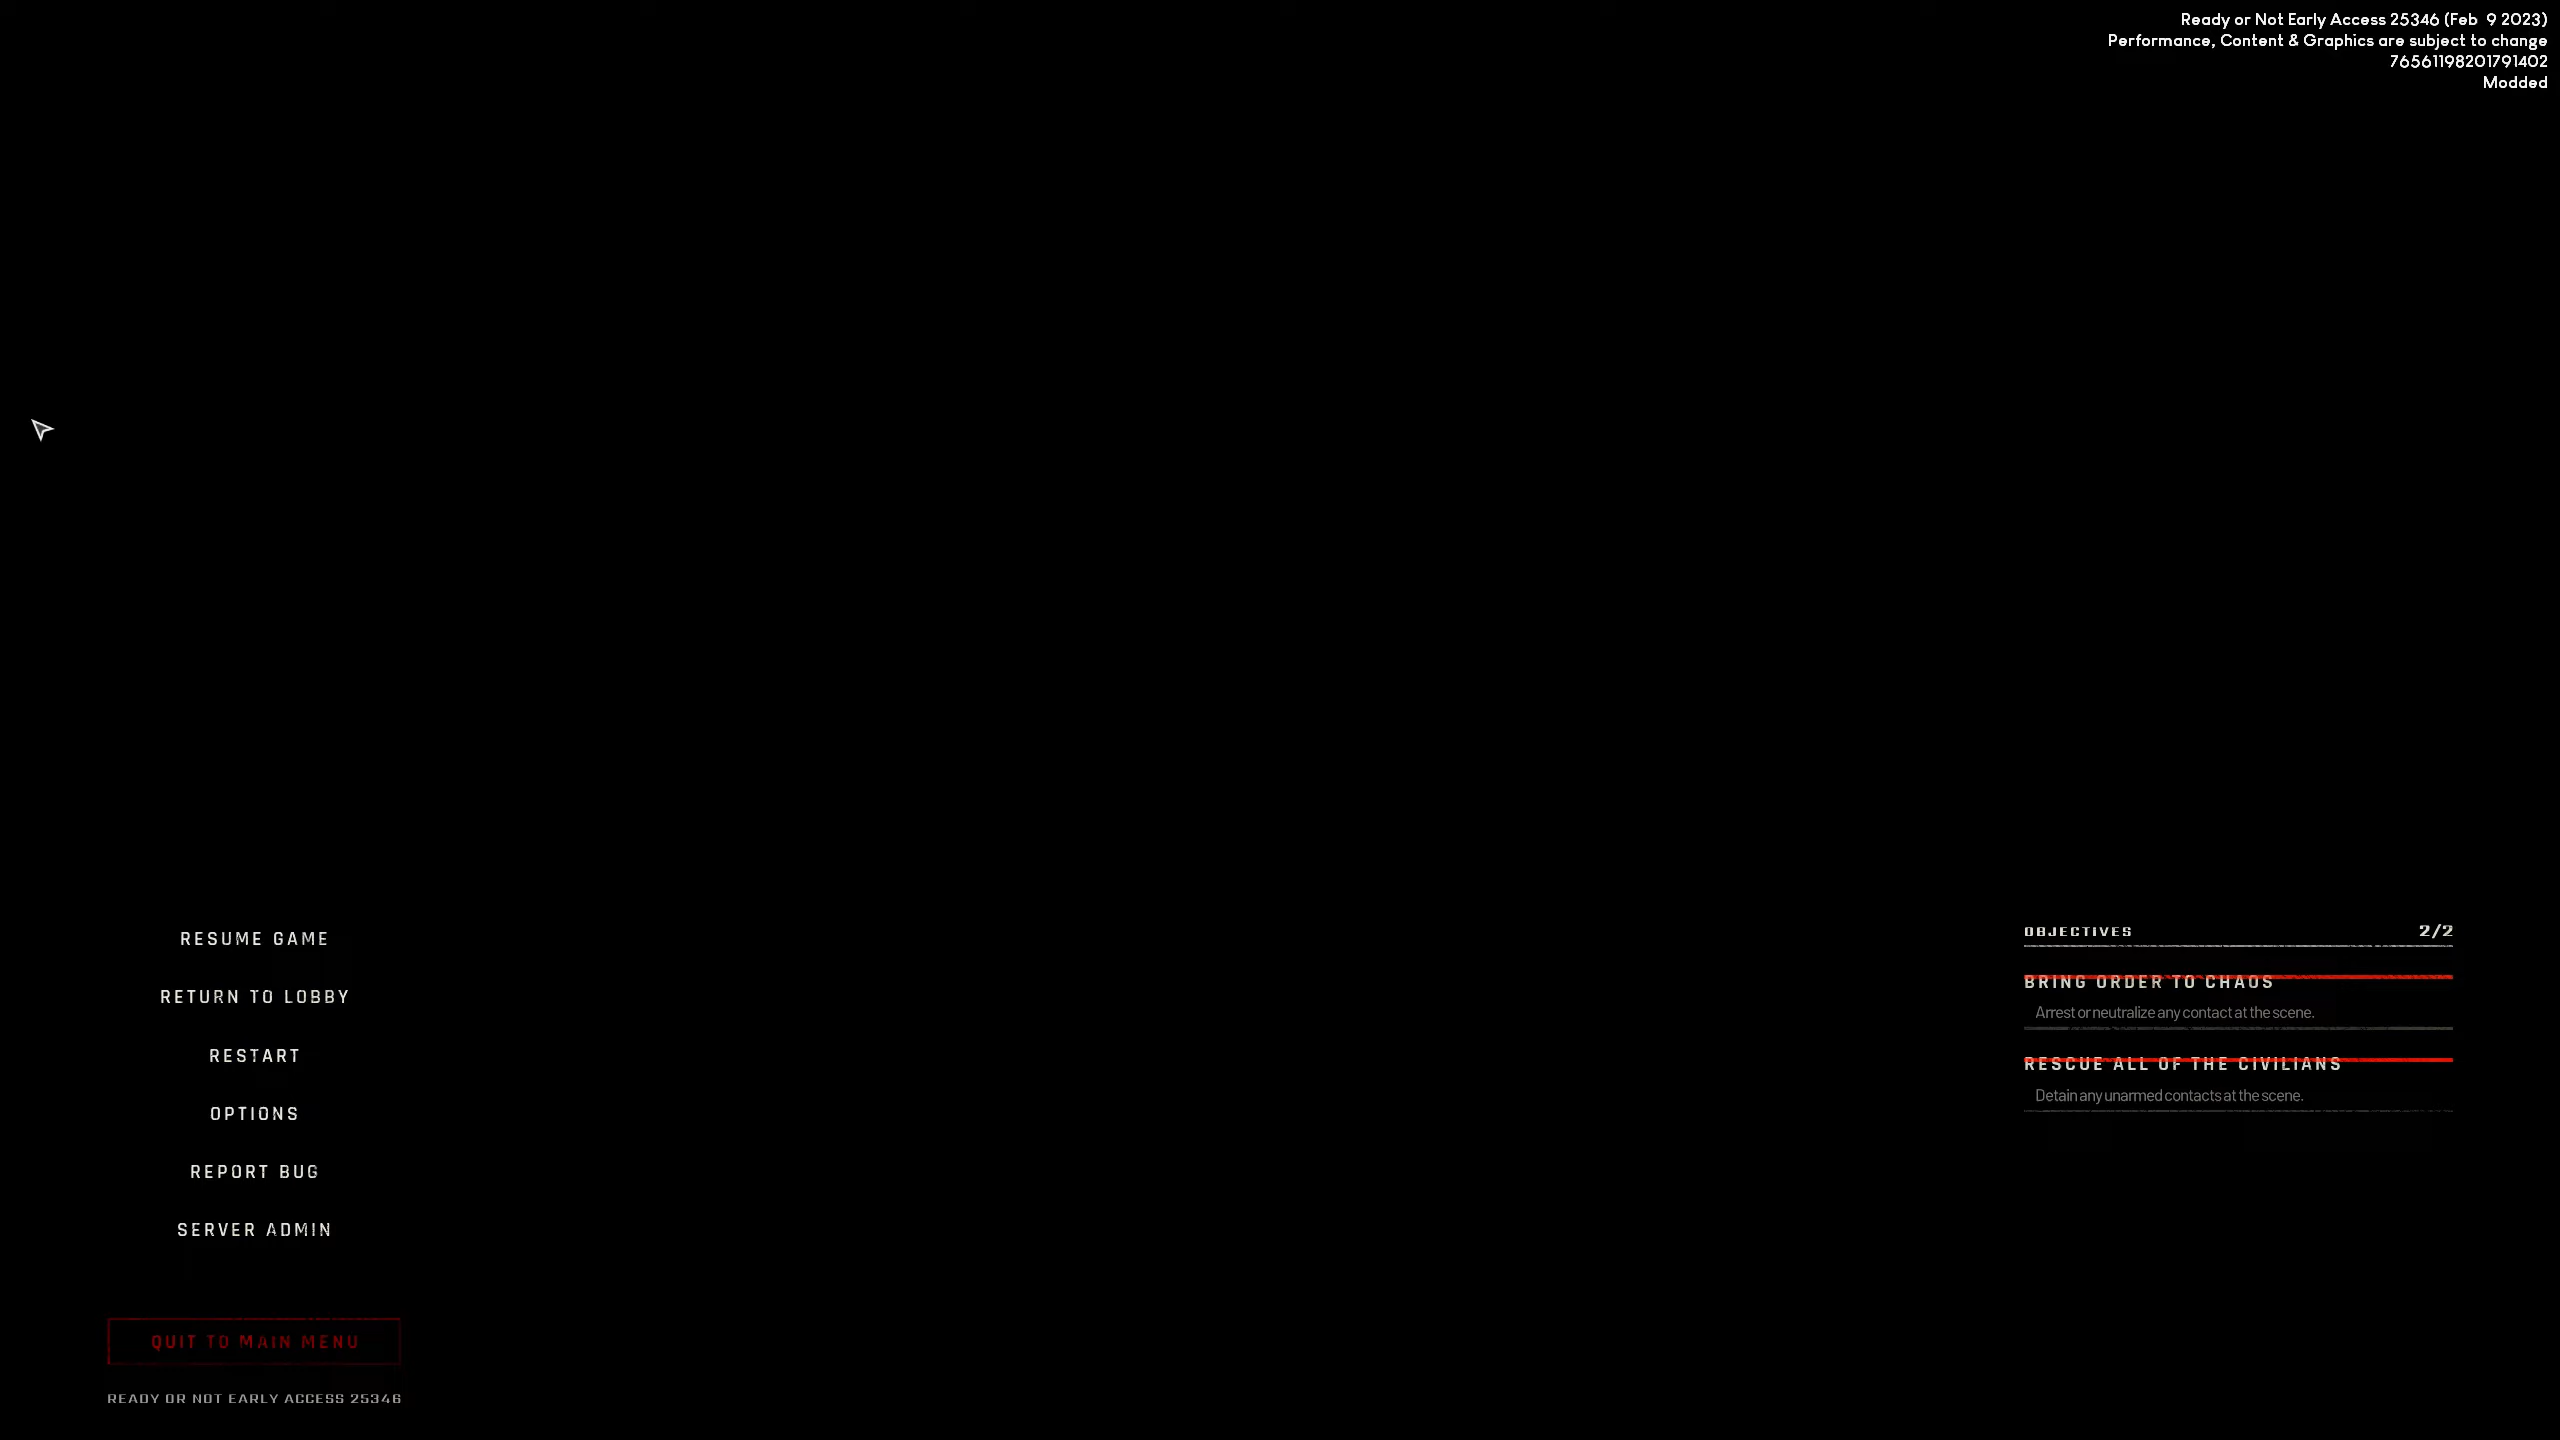 Ready or Not Early Access 25346 (Feb  9 2023)
Performance, Content & Graphics are subject to change
76561198201791402
Modded
RESUME GAME
RETURN TO LOBBY
RESTART
OPTIONS
REPORT BUG
SERVER ADMIN
QUIT TO MAIN MENU
READY OR NOT EARLY ACCESS 25346
OBJECTIVES 2/2
BRING ORDER TO CHAOS
Arrest or neutralize any contact at the scene.
RESCUE ALL OF THE CIVILIANS
Detain any unarmed contacts at the scene.